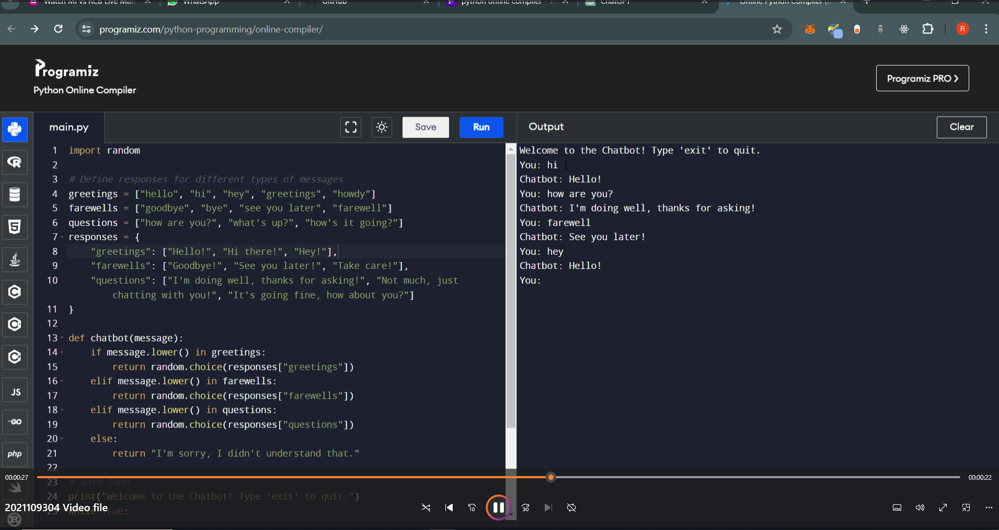 Watch MI vs RCB Live Mat
WhatsApp
GitHub
python online compiler -
ChatGPT
Online Python Compiler (I
programiz.com/python-programming/online-compiler/
R
Programiz
Python Online Compiler
Programiz PRO ❯
main.py
Save
Run
Output
Clear
1 import random
2
3 # Define responses for different types of messages
4 greetings = ["hello", "hi", "hey", "greetings", "howdy"]
5 farewells = ["goodbye", "bye", "see you later", "farewell"]
6 questions = ["how are you?", "what's up?", "how's it going?"]
7 responses = {
8 "greetings": ["Hello!", "Hi there!", "Hey!"],
9 "farewells": ["Goodbye!", "See you later!", "Take care!"],
10 "questions": ["I'm doing well, thanks for asking!", "Not much, just
chatting with you!", "It's going fine, how about you?"]
11 }
12
13 def chatbot(message):
14 if message.lower() in greetings:
15 return random.choice(responses["greetings"])
16 elif message.lower() in farewells:
17 return random.choice(responses["farewells"])
18 elif message.lower() in questions:
19 return random.choice(responses["questions"])
20 else:
21 return "I'm sorry, I didn't understand that."
22
23 # Main loop
24 print("Welcome to the Chatbot! Type 'exit' to quit.")
25 while True:
Welcome to the Chatbot! Type 'exit' to quit.
You: hi
Chatbot: Hello!
You: how are you?
Chatbot: I'm doing well, thanks for asking!
You: farewell
Chatbot: See you later!
You: hey
Chatbot: Hello!
You:
JS
GO
php
00:00:27
00:00:22
2021109304 Video file
10
30